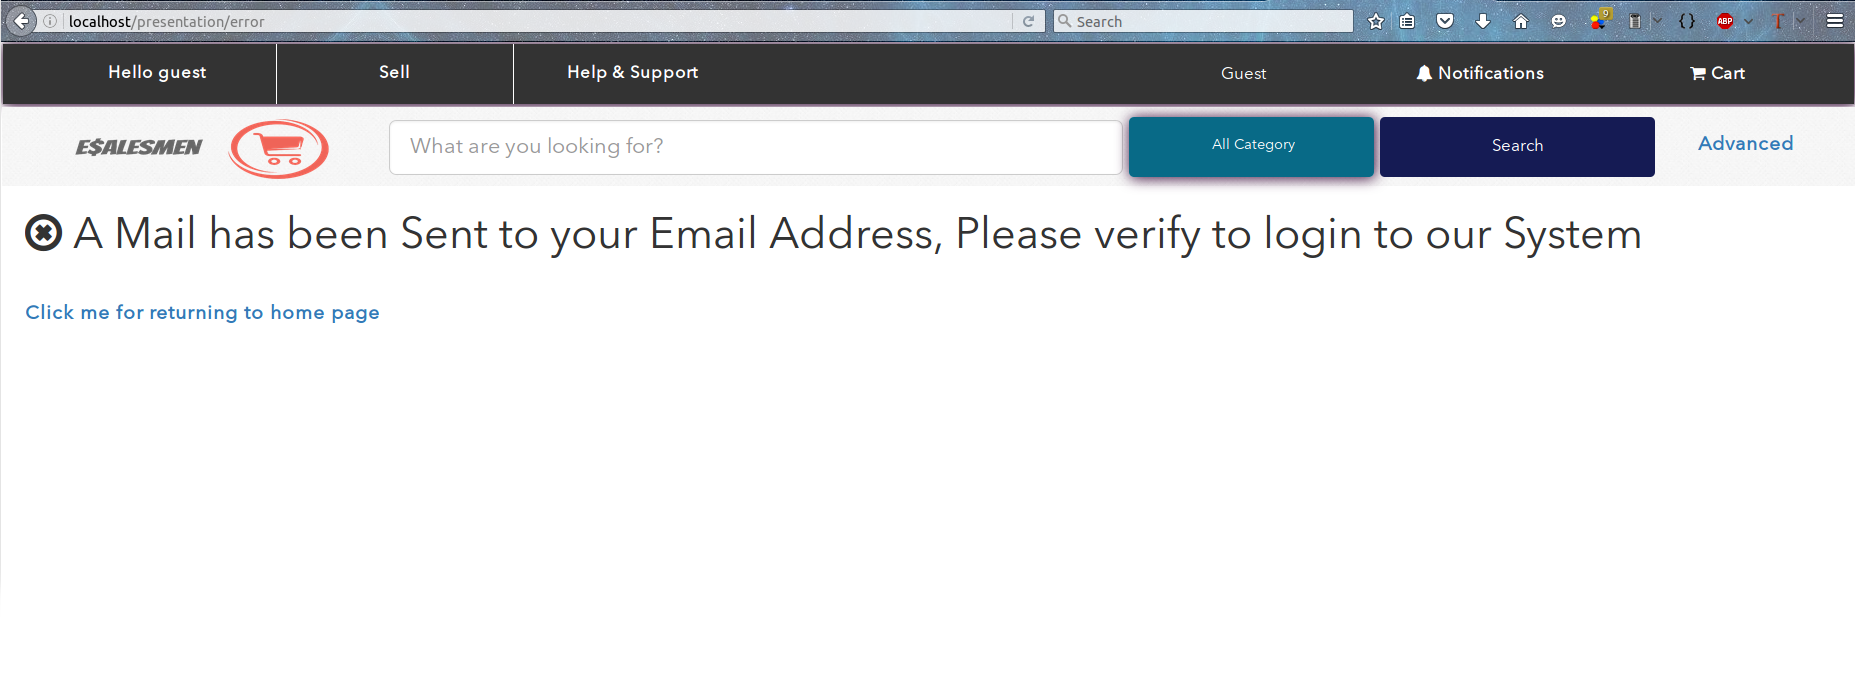 localhost/presentation/error
Search
9
ABP
T
Hello guest
Sell
Help & Support
Guest
Notifications
Cart
E$ALESMEN
What are you looking for?
All Category
Search
Advanced
A Mail has been Sent to your Email Address, Please verify to login to our System
Click me for returning to home page